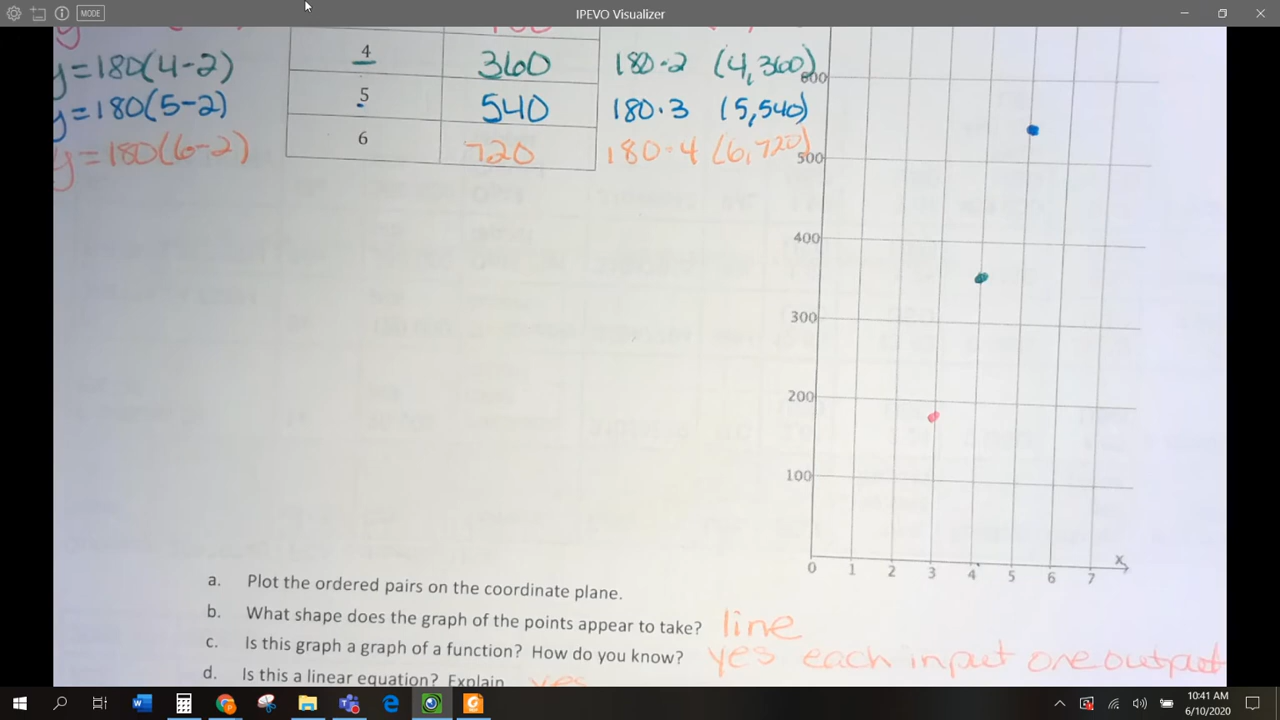 MODE
IPEVO Visualizer
y=180(4-2) 4 360 180·2 (4,360)
y=180(5-2) 5 540 180·3 (5,540)
y=180(6-2) 6 720 180·4 (6,720)
600
500
400
300
200
100
x
0 1 2 3 4 5 6 7
a. Plot the ordered pairs on the coordinate plane.
b. What shape does the graph of the points appear to take? line
c. Is this graph a graph of a function? How do you know? yes each input one output
d. Is this a linear equation? Explain yes
10:41 AM
6/10/2020